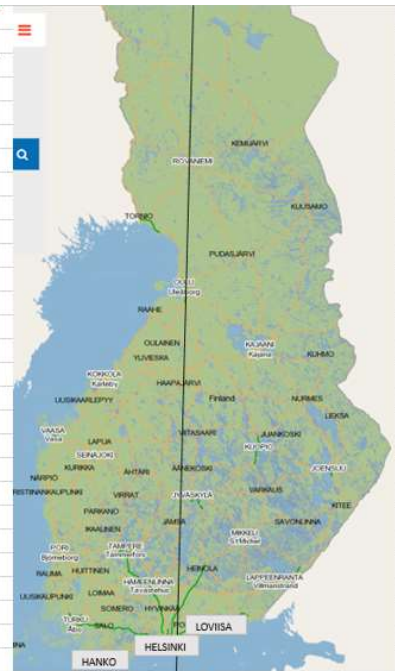 KEMIJÄRVI
ROVANIEMI
KUUSAMO
TORNIO
PUDASJÄRVI
OULU
Uleåborg
RAAHE
OULAINEN
YLIVIESKA
KAJAANI
Kajana
KUHMO
KOKKOLA
Karleby
HAAPAJÄRVI
UUSIKAARLEPYY
Finland
NURMES
LIEKSA
VAASA
Vasa
LAPUA
VIITASAARI
JUANKOSKI
SEINÄJOKI
KUOPIO
KURIKKA
ÄHTÄRI
ÄÄNEKOSKI
JOENSUU
NÄRPIÖ
RISTIINANKAUPUNKI
VIRRAT
JYVÄSKYLÄ
VARKAUS
KITEE
PARKANO
IKAALINEN
JÄMSÄ
SAVONLINNA
MIKKELI
S:t Michel
PORI
Björneborg
TAMPERE
Tammerfors
RAUMA
HUITTINEN
HEINOLA
HÄMEENLINNA
Tavastehus
LAPPEENRANTA
Villmanstrand
UUSIKAUPUNKI
LOIMAA
SOMERO
HYVINKÄÄ
TURKU
Åbo
SALO
PO
LOVIISA
HELSINKI
HANKO